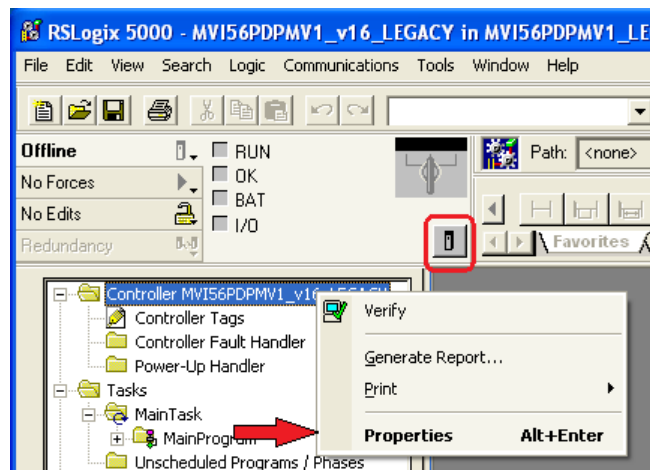 RSLogix 5000 - MVI56PDPMV1_v16_LEGACY in MVI56PDPMV1_LE
File Edit View Search Logic Communications Tools Window Help
Offline RUN Path: <none>
No Forces OK
No Edits BAT
I/O
Redundancy Favorites
Controller MVI56PDPMV1_v16_LEGACY
Controller Tags Verify
Controller Fault Handler
Power-Up Handler Generate Report...
Tasks Print
MainTask
MainProgram Properties Alt+Enter
Unscheduled Programs / Phases